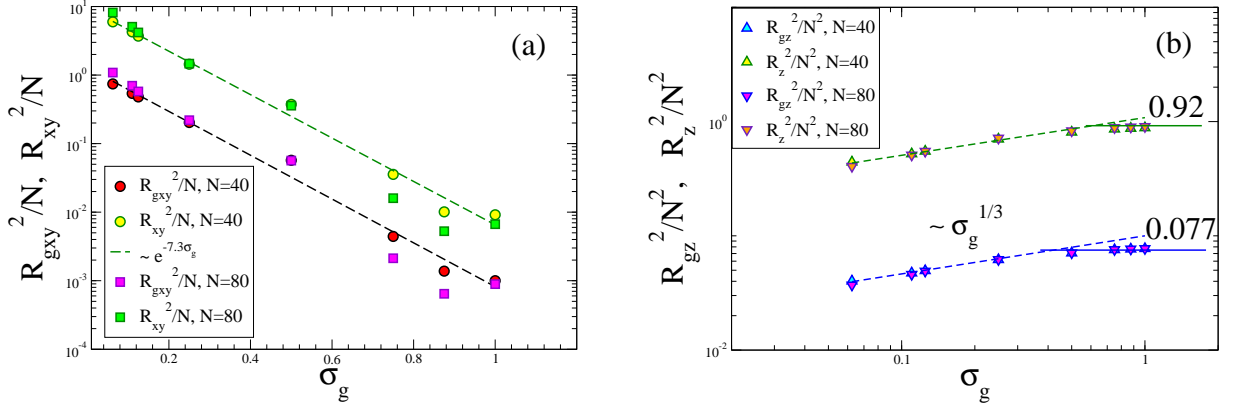 (a)
R_gxy^2/N, R_xy^2/N
10^1
10^0
10^-1
10^-2
10^-3
10^-4
R_gxy^2/N, N=40
R_xy^2/N, N=40
~ e^-7.3σ_g
R_gxy^2/N, N=80
R_xy^2/N, N=80
0.2
0.4
0.6
0.8
1
σ_g
(b)
R_gz^2/N^2, R_z^2/N^2
R_gz^2/N^2, N=40
R_z^2/N^2, N=40
R_gz^2/N^2, N=80
R_z^2/N^2, N=80
10^0
0.92
~ σ_g^1/3
0.077
10^-2
0.1
1
σ_g